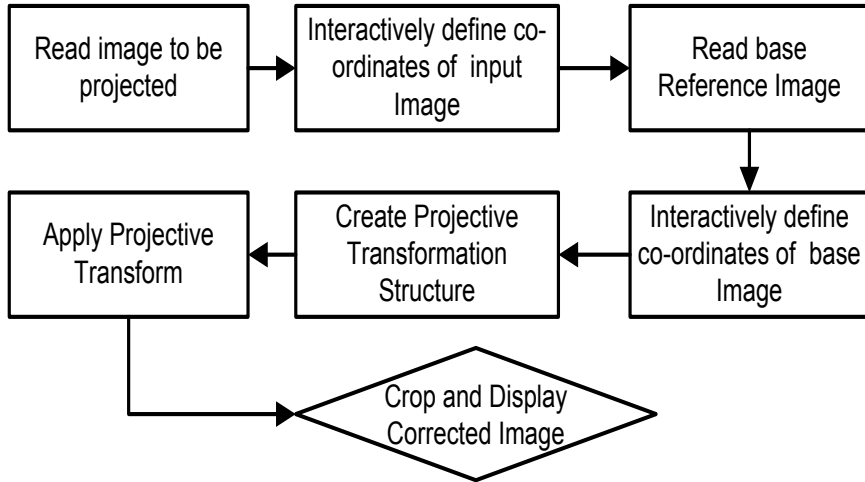 Read image to be
projected
Interactively define co-
ordinates of input
Image
Read base
Reference Image
Interactively define
co-ordinates of base
Image
Create Projective
Transformation
Structure
Apply Projective
Transform
Crop and Display
Corrected Image